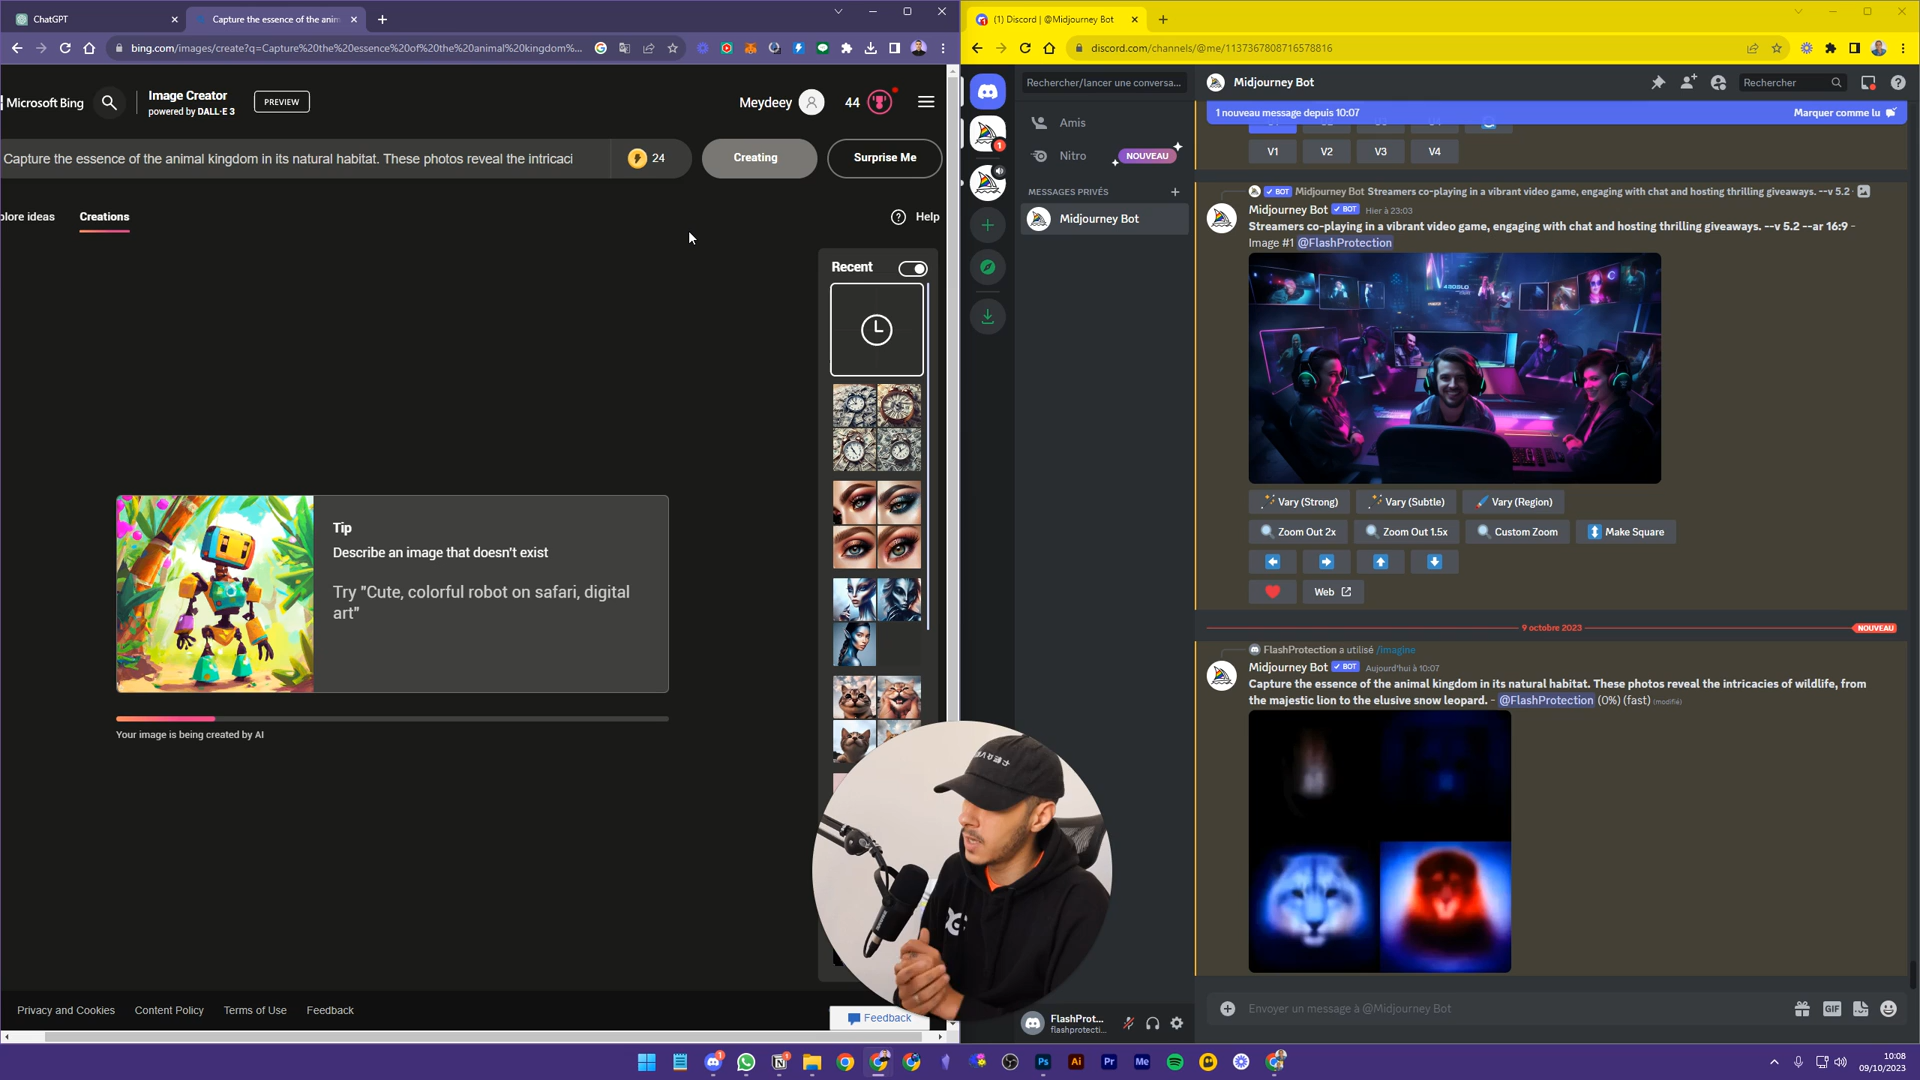 ChatGPT
Capture the essence of the anim
(1) Discord | @Midjourney Bot
bing.com/images/create?q=Capture%20the%20essence%20of%20the%20animal%20kingdom%...
discord.com/channels/@me/1137367808716578816
Microsoft Bing
Image Creator
powered by DALL·E 3
PREVIEW
Meydeey
44
Capture the essence of the animal kingdom in its natural habitat. These photos reveal the intricaci
24
Creating
Surprise Me
plore ideas
Creations
Help
Recent
Tip
Describe an image that doesn't exist
Try "Cute, colorful robot on safari, digital
art"
Your image is being created by AI
Privacy and Cookies
Content Policy
Terms of Use
Feedback
Feedback
Rechercher/lancer une conversa...
Amis
Nitro
NOUVEAU
MESSAGES PRIVÉS
Midjourney Bot
1
FlashProt...
flashprotecti...
Midjourney Bot
Rechercher
1 nouveau message depuis 10:07
Marquer comme lu
V1
V2
V3
V4
BOT Midjourney Bot Streamers co-playing in a vibrant video game, engaging with chat and hosting thrilling giveaways. --v 5.2 -
Midjourney Bot BOT Hier à 23:03
Streamers co-playing in a vibrant video game, engaging with chat and hosting thrilling giveaways. --v 5.2 --ar 16:9 -
Image #1 @FlashProtection
Vary (Strong)
Vary (Subtle)
Vary (Region)
Zoom Out 2x
Zoom Out 1.5x
Custom Zoom
Make Square
Web
9 octobre 2023
NOUVEAU
FlashProtection a utilisé /imagine
Midjourney Bot BOT Aujourd'hui à 10:07
Capture the essence of the animal kingdom in its natural habitat. These photos reveal the intricacies of wildlife, from
the majestic lion to the elusive snow leopard. - @FlashProtection (0%) (fast) (modifié)
Envoyer un message à @Midjourney Bot
GIF
Ps
Ai
Pr
Me
10:08
09/10/2023